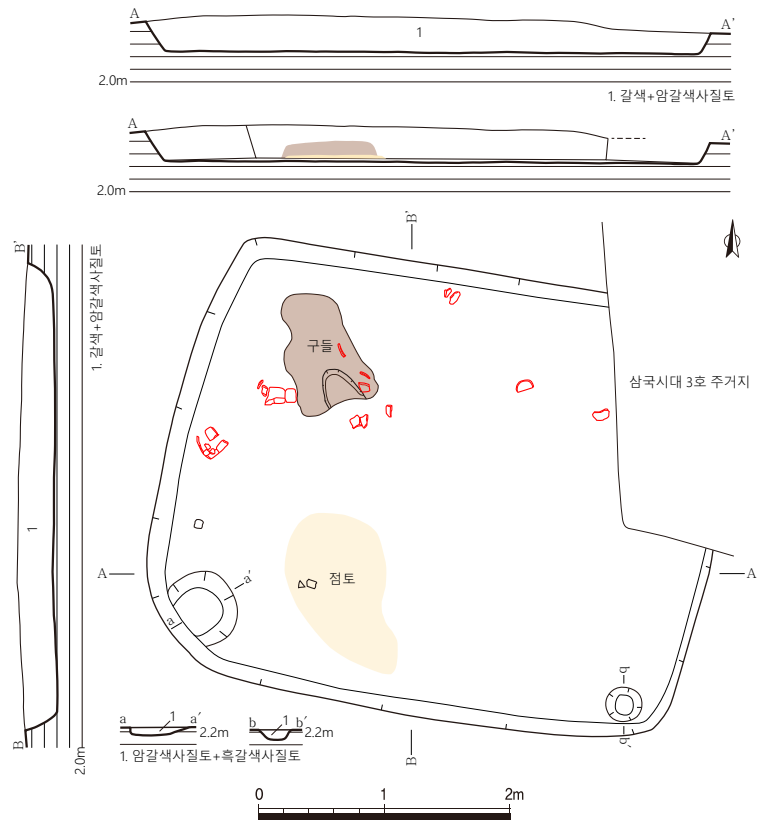 A
A'
1
2.0m
1. 갈색+암갈색사질토
A
A'
2.0m
B'
B'
1. 갈색+암갈색사질토
구들
삼국시대 3호 주거지
1
점토
A
A
a'
a
b
b'
B
2.0m
a
1
a'
2.2m
b
1
b'
2.2m
1. 암갈색사질토+흑갈색사질토
B
0
1
2m